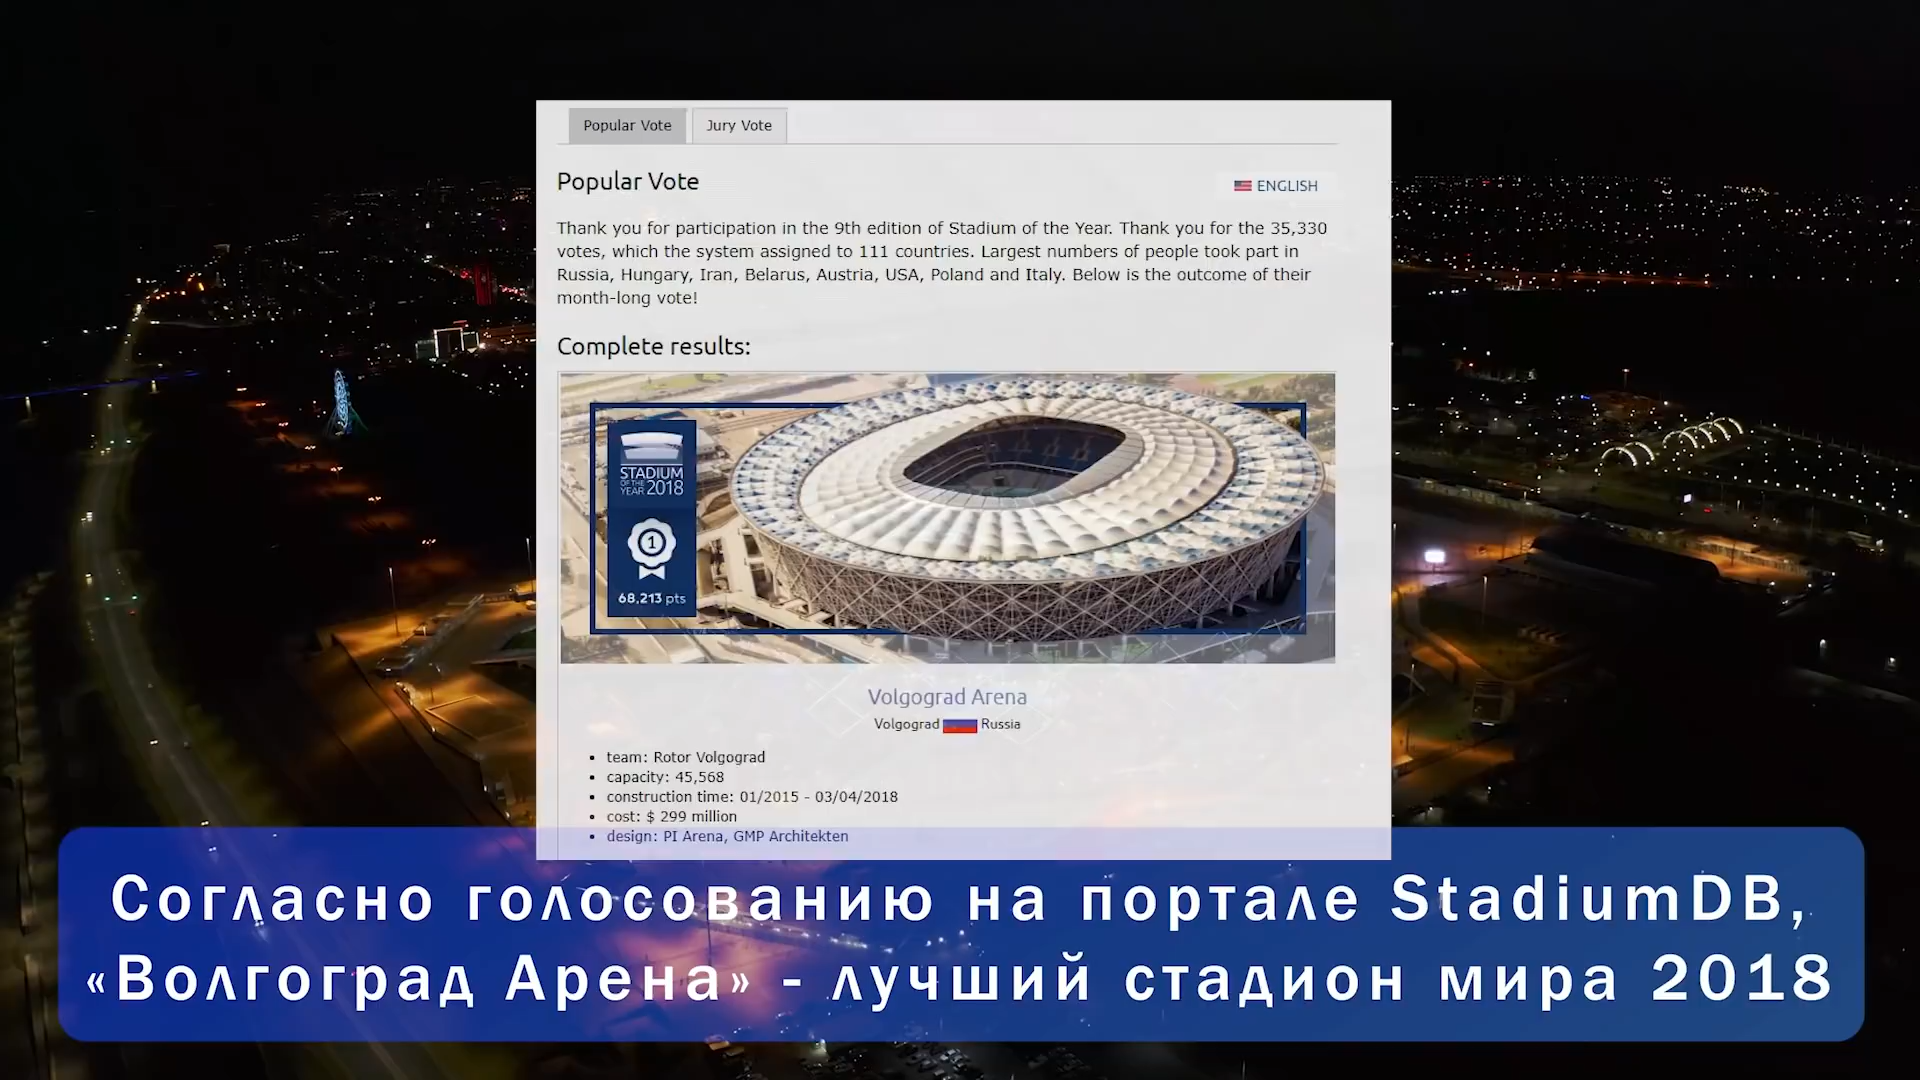 Popular Vote
Jury Vote
Popular Vote
ENGLISH
Thank you for participation in the 9th edition of Stadium of the Year. Thank you for the 35,330
votes, which the system assigned to 111 countries. Largest numbers of people took part in
Russia, Hungary, Iran, Belarus, Austria, USA, Poland and Italy. Below is the outcome of their
month-long vote!
Complete results:
STADIUM
OF THE
YEAR 2018
1
68,213 pts
Volgograd Arena
Volgograd Russia
team: Rotor Volgograd
capacity: 45,568
construction time: 01/2015 - 03/04/2018
cost: $ 299 million
design: PI Arena, GMP Architekten
Согласно голосованию на портале StadiumDB,
«Волгоград Арена» - лучший стадион мира 2018